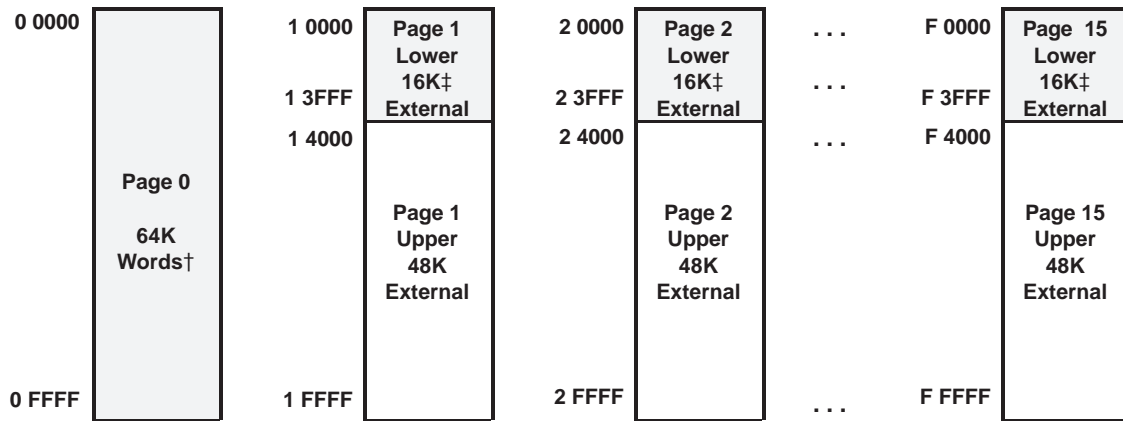 0 0000
Page 0
64K
Words†
0 FFFF
1 0000
1 3FFF
1 4000
1 FFFF
Page 1
Lower
16K‡
External
Page 1
Upper
48K
External
2 0000
2 3FFF
2 4000
2 FFFF
Page 2
Lower
16K‡
External
Page 2
Upper
48K
External
. . .
. . .
. . .
. . .
F 0000
F 3FFF
F 4000
F FFFF
Page 15
Lower
16K‡
External
Page 15
Upper
48K
External